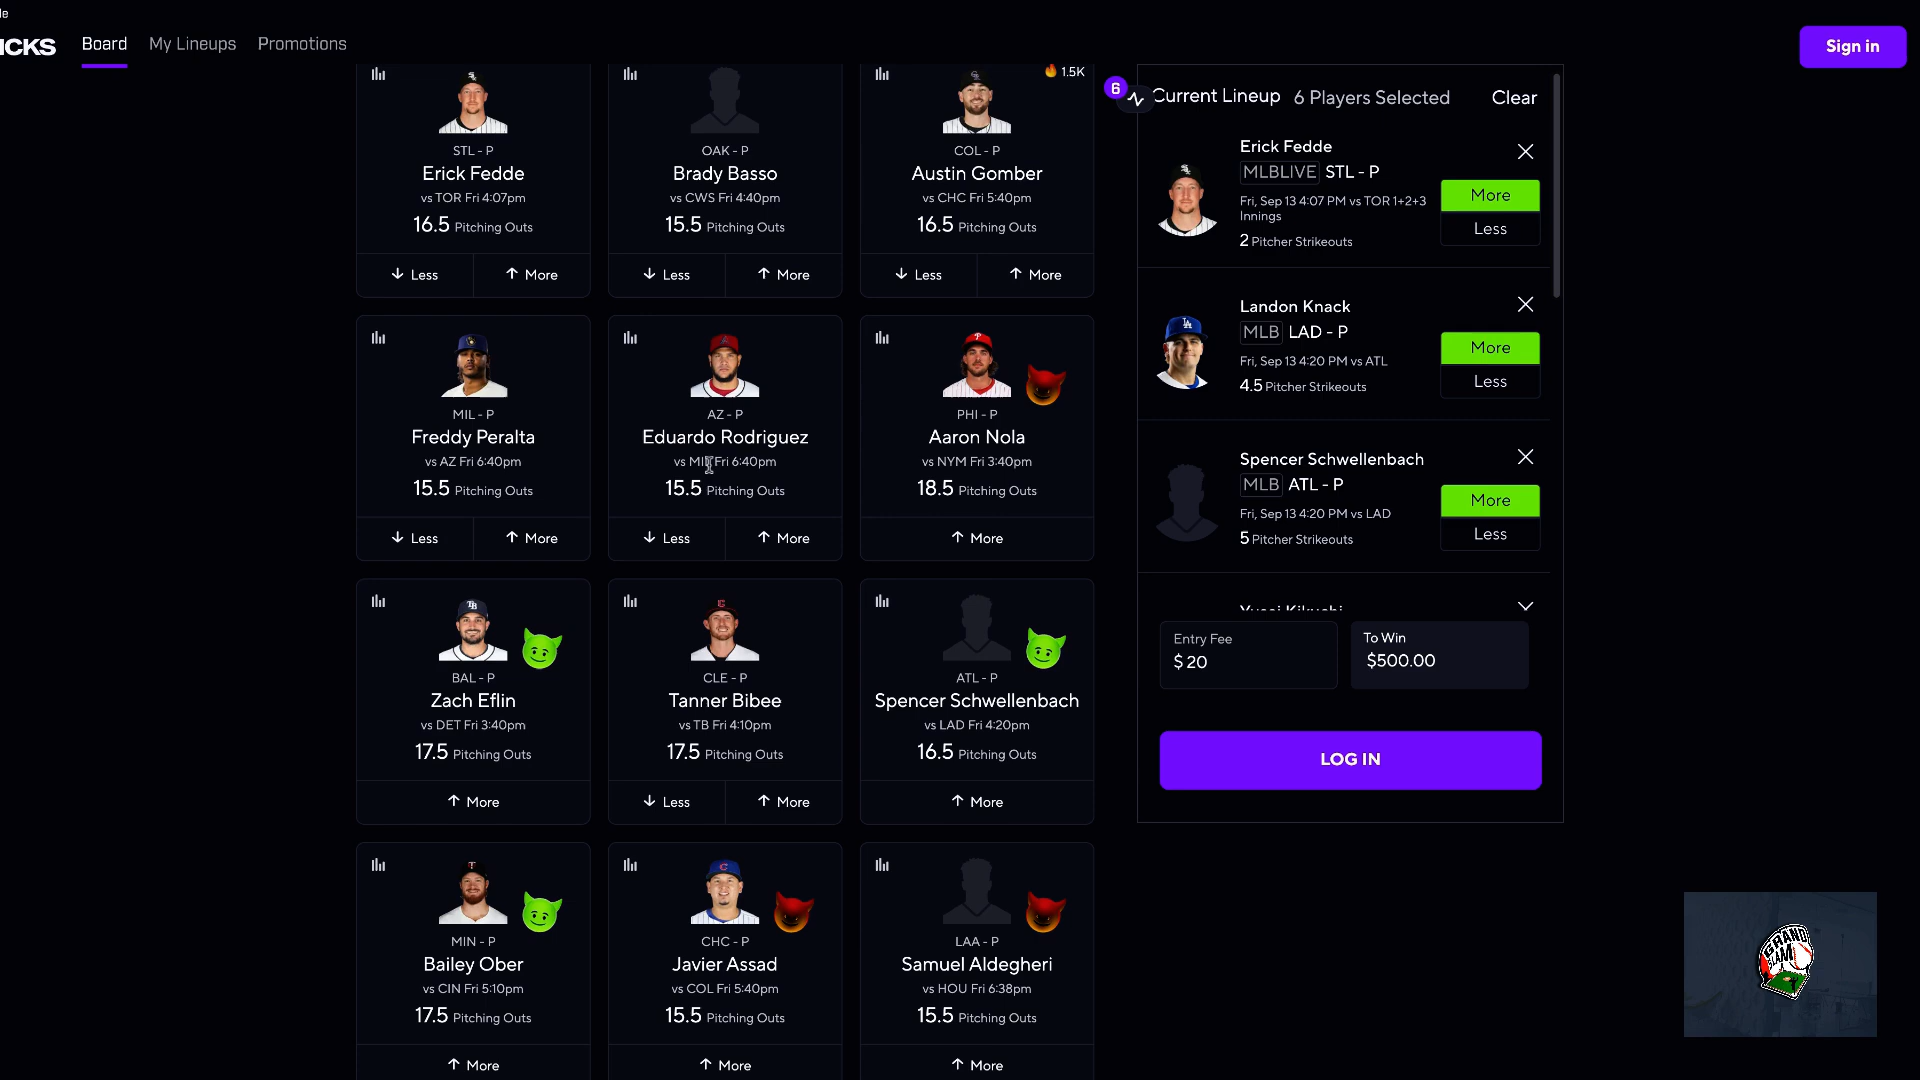 le
ICKS
Board
My Lineups
Promotions
Sign in
STL - P
Erick Fedde
vs TOR Fri 4:07pm
16.5 Pitching Outs
Less
More
OAK - P
Brady Basso
vs CWS Fri 4:40pm
15.5 Pitching Outs
Less
More
1.5K
COL - P
Austin Gomber
vs CHC Fri 5:40pm
16.5 Pitching Outs
Less
More
MIL - P
Freddy Peralta
vs AZ Fri 6:40pm
15.5 Pitching Outs
Less
More
AZ - P
Eduardo Rodriguez
vs MIL Fri 6:40pm
15.5 Pitching Outs
Less
More
PHI - P
Aaron Nola
vs NYM Fri 3:40pm
18.5 Pitching Outs
More
BAL - P
Zach Eflin
vs DET Fri 3:40pm
17.5 Pitching Outs
More
CLE - P
Tanner Bibee
vs TB Fri 4:10pm
17.5 Pitching Outs
Less
More
ATL - P
Spencer Schwellenbach
vs LAD Fri 4:20pm
16.5 Pitching Outs
More
MIN - P
Bailey Ober
vs CIN Fri 5:10pm
17.5 Pitching Outs
More
CHC - P
Javier Assad
vs COL Fri 5:40pm
15.5 Pitching Outs
More
LAA - P
Samuel Aldegheri
vs HOU Fri 6:38pm
15.5 Pitching Outs
More
6
Current Lineup
6 Players Selected
Clear
Erick Fedde
MLBLIVE STL - P
Fri, Sep 13 4:07 PM vs TOR 1+2+3
Innings
2 Pitcher Strikeouts
More
Less
Landon Knack
MLB LAD - P
Fri, Sep 13 4:20 PM vs ATL
4.5 Pitcher Strikeouts
More
Less
Spencer Schwellenbach
MLB ATL - P
Fri, Sep 13 4:20 PM vs LAD
5 Pitcher Strikeouts
More
Less
Yusei Kikuchi
Entry Fee
$ 20
To Win
$500.00
LOG IN
GRAND
SLAM